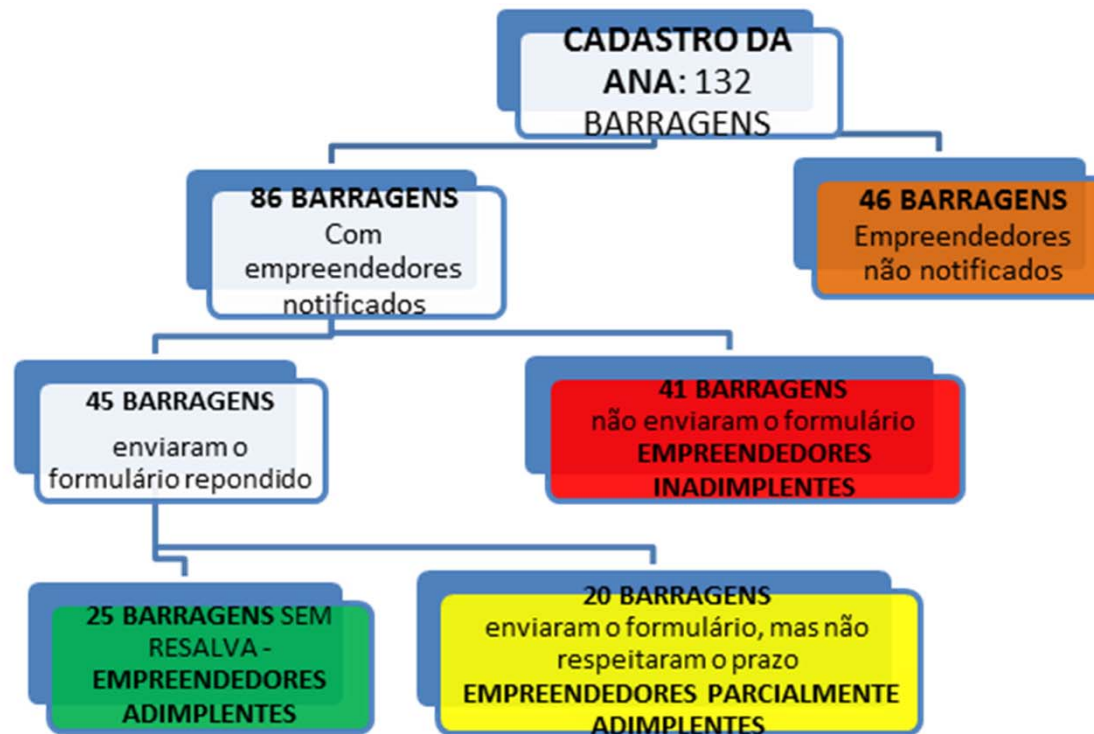 CADASTRO DA
ANA: 132
BARRAGENS
86 BARRAGENS
Com
empreendedores
notificados
46 BARRAGENS
Empreendedores
não notificados
45 BARRAGENS
enviaram o
formulário repondido
41 BARRAGENS
não enviaram o formulário
EMPREENDEDORES
INADIMPLENTES
25 BARRAGENS SEM
RESALVA -
EMPREENDEDORES
ADIMPLENTES
20 BARRAGENS
enviaram o formulário, mas não
respeitaram o prazo
EMPREENDEDORES PARCIALMENTE
ADIMPLENTES